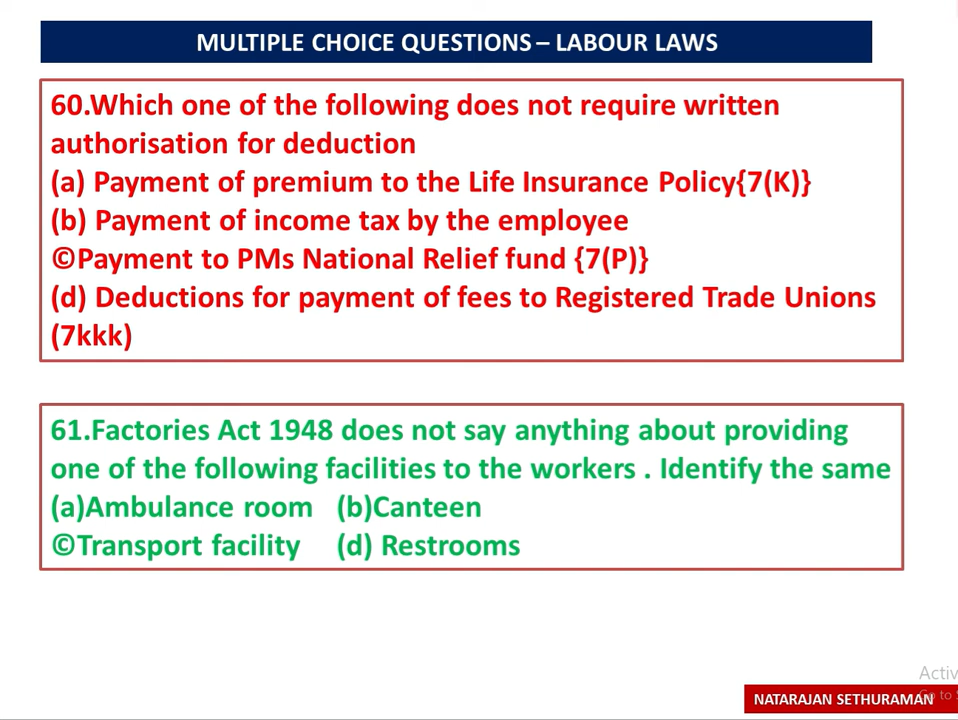 MULTIPLE CHOICE QUESTIONS – LABOUR LAWS
60.Which one of the following does not require written
authorisation for deduction
(a) Payment of premium to the Life Insurance Policy{7(K)}
(b) Payment of income tax by the employee
©Payment to PMs National Relief fund {7(P)}
(d) Deductions for payment of fees to Registered Trade Unions
(7kkk)
61.Factories Act 1948 does not say anything about providing
one of the following facilities to the workers . Identify the same
(a)Ambulance room (b)Canteen
©Transport facility (d) Restrooms
NATARAJAN SETHURAMAN